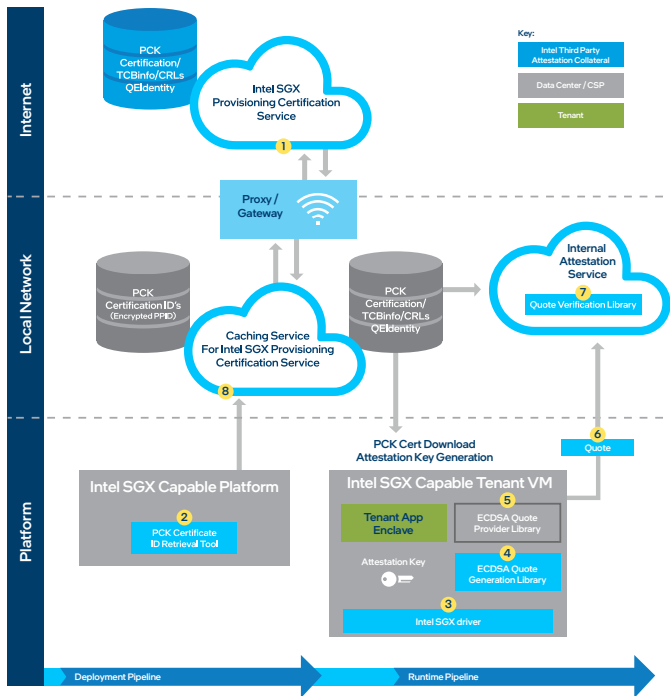 Internet
Local Network
Platform
PCK
Certification/
TCBinfo/CRLs
QEIdentity
Intel SGX
Provisioning Certification
Service
1
Key:
Intel Third Party
Attestation Collateral
Data Center / CSP
Tenant
Proxy /
Gateway
PCK
Certification ID's
(Encrypted PPID)
Caching Service
For Intel SGX Provisioning
Certification Service
8
PCK
Certification/
TCBinfo/CRLs
QEIdentity
Internal
Attestation
Service
7
Quote Verification Library
6
Quote
PCK Cert Download
Attestation Key Generation
Intel SGX Capable Platform
2
PCK Certificate
ID Retrieval Tool
Intel SGX Capable Tenant VM
Tenant App
Enclave
5
ECDSA Quote
Provider Library
Attestation Key
4
ECDSA Quote
Generation Library
3
Intel SGX driver
Deployment Pipeline
Runtime Pipeline